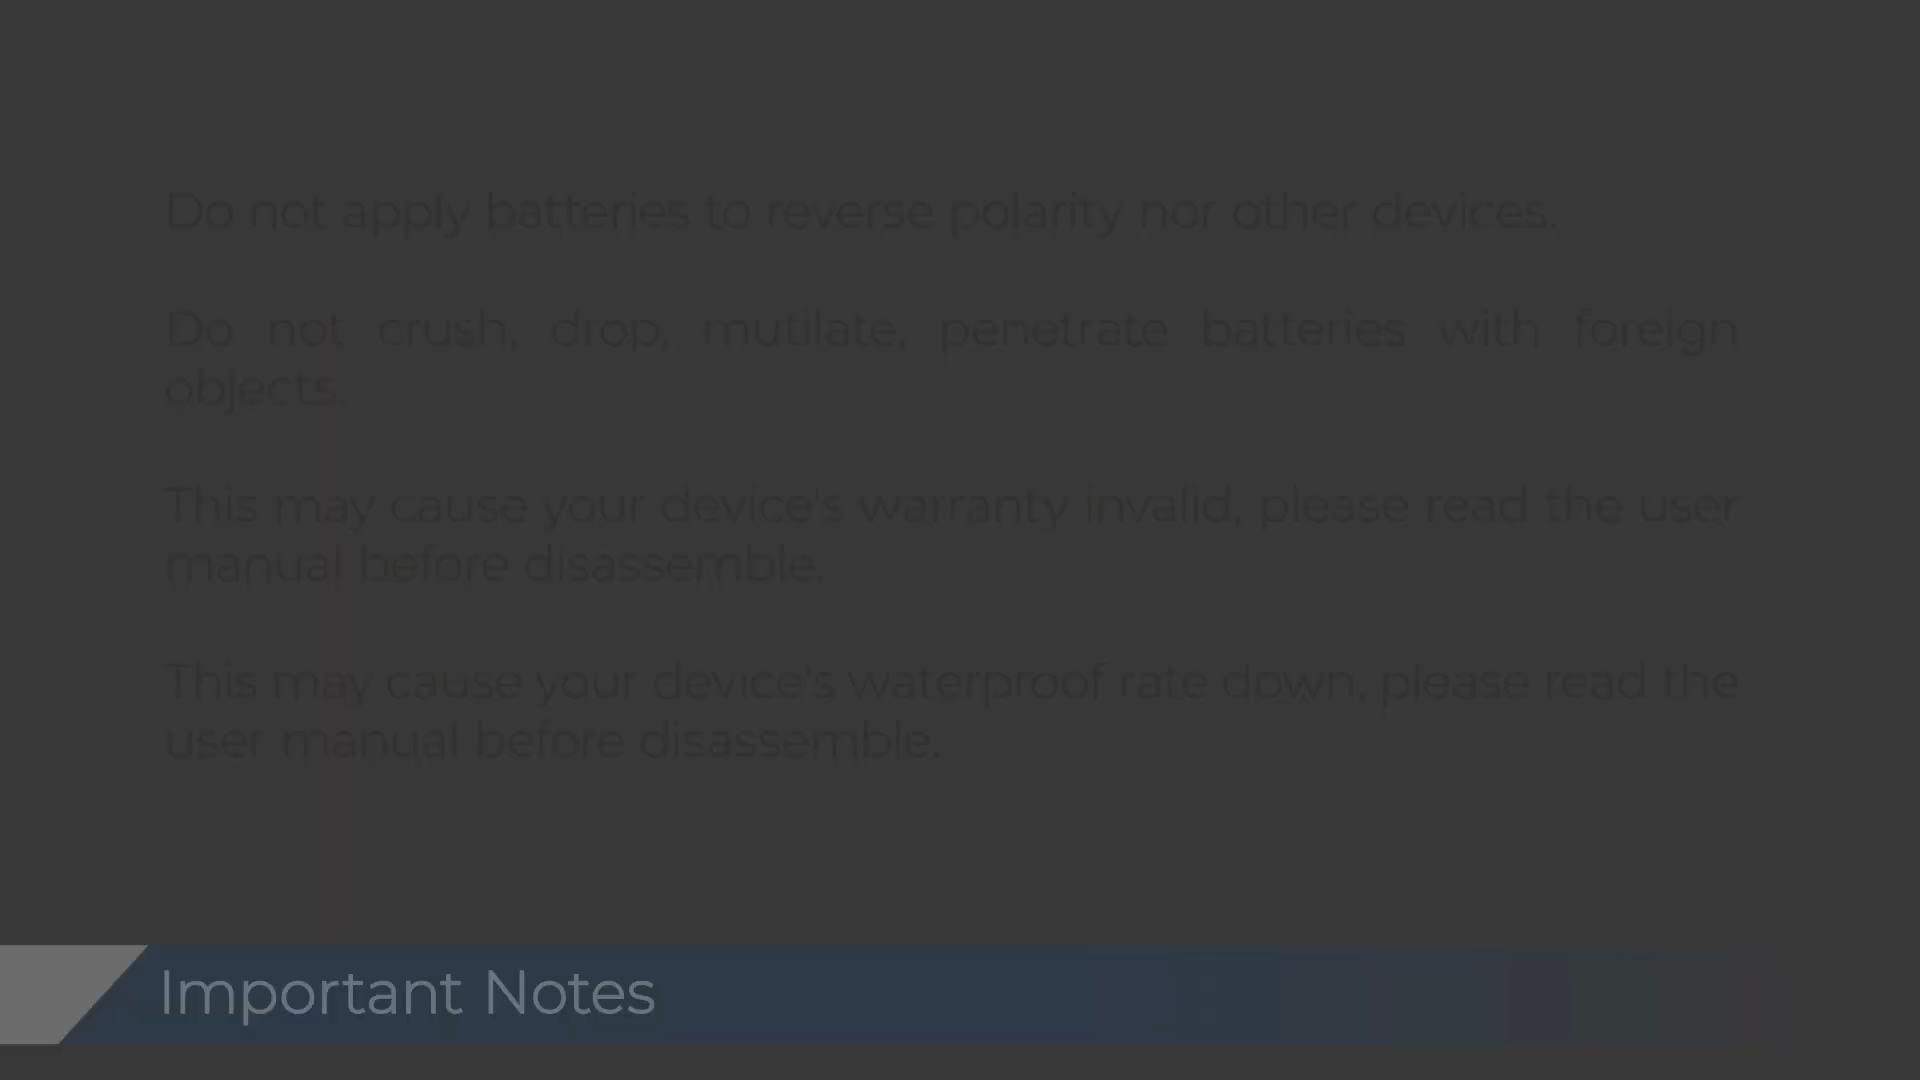 Do not apply batteries to reverse polarity nor other devices.
Do not crush, drop, mutilate, penetrate batteries with foreign
objects.
This may cause your device's warranty invalid, please read the user
manual before disassemble.
This may cause your device's waterproof rate down, please read the
user manual before disassemble.
Important Notes